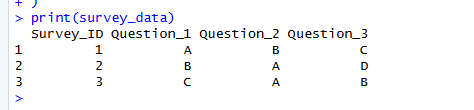 + )
> print(survey_data)
  Survey_ID Question_1 Question_2 Question_3
1         1          A          B          C
2         2          B          A          D
3         3          C          A          B
>